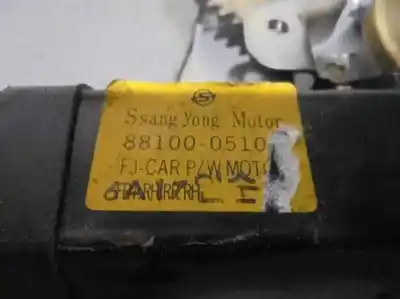 Ssang Yong Motor
88100-0510
FJ-CAR P/W MOTO